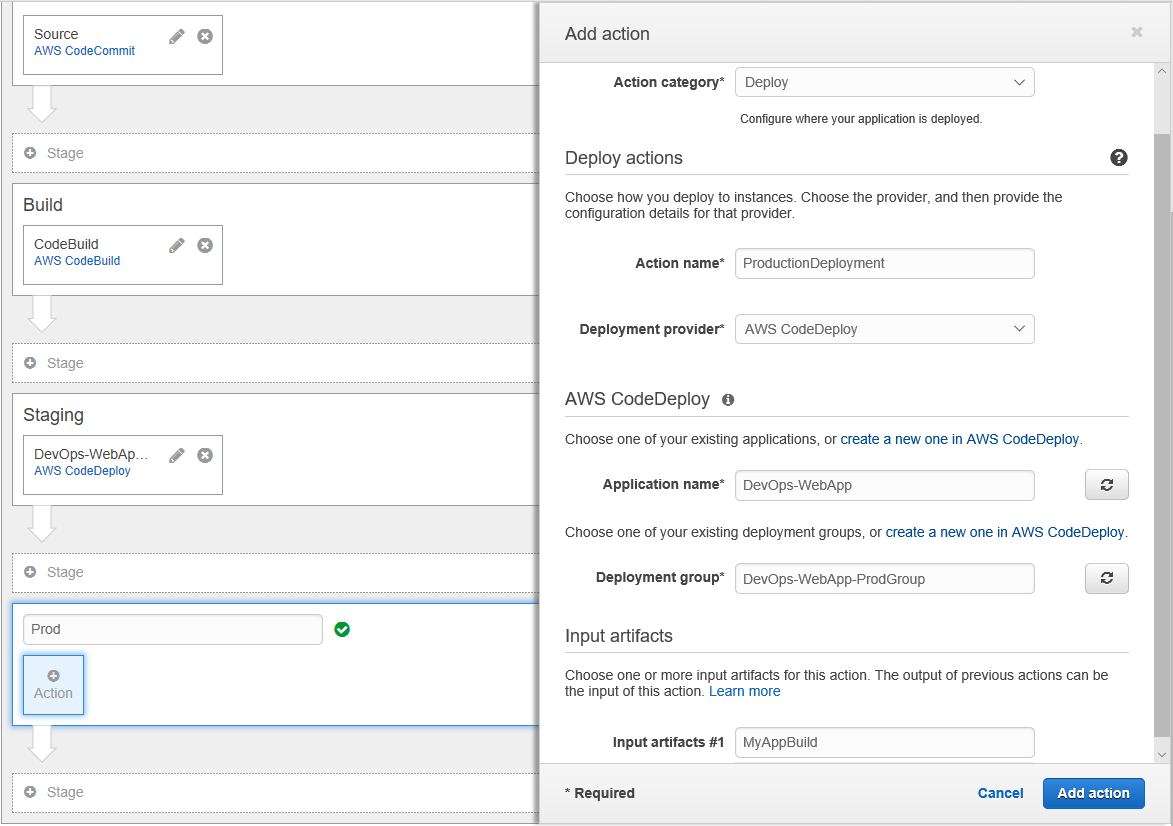 Source
AWS CodeCommit
Stage
Build
CodeBuild
AWS CodeBuild
Stage
Staging
DevOps-WebAp...
AWS CodeDeploy
Stage
Prod
Action
Stage
Add action
Action category*
Deploy
Configure where your application is deployed.
Deploy actions
Choose how you deploy to instances. Choose the provider, and then provide the
configuration details for that provider.
Action name*
ProductionDeployment
Deployment provider*
AWS CodeDeploy
AWS CodeDeploy
Choose one of your existing applications, or create a new one in AWS CodeDeploy.
Application name*
DevOps-WebApp
Choose one of your existing deployment groups, or create a new one in AWS CodeDeploy.
Deployment group*
DevOps-WebApp-ProdGroup
Input artifacts
Choose one or more input artifacts for this action. The output of previous actions can be
the input of this action. Learn more
Input artifacts #1
MyAppBuild
* Required
Cancel
Add action